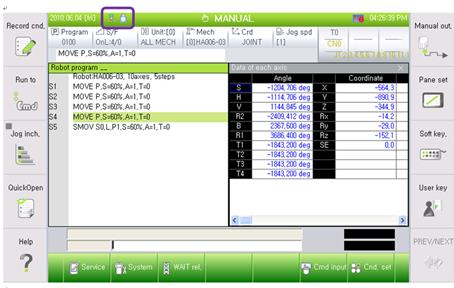 2010,06,04 [fri]
MANUAL
04:26:39 PM
Record cnd,
Manual out,
[P] Program
S/F
[U] Unit:[0]
Mech
Crd
Jog spd
T0
0100
OnL:4/0
ALL MECH
[0]HA006-03
JOINT
[1]
CN0
MOVE P,S=60%,A=1,T=0
Robot program
Robot:HA006-03, 10axes, 5steps
S1 MOVE P,S=60%,A=1,T=0
S2 MOVE P,S=60%,A=1,T=0
S3 MOVE P,S=60%,A=1,T=0
S4 MOVE P,S=60%,A=1,T=0
S5 SMOV S0,L,P1,S=60%,A=1,T=0
Data of each axis
Angle Coordinate
S -1204,706 deg X -564,3
H -1114,706 deg Y -890,9
V 1144,845 deg Z -344,9
R2 -2409,412 deg Rx -14,2
B 2367,600 deg Ry -29,0
R1 3686,400 deg Rz -152,1
T1 -1843,200 deg SE 0,0
T2 -1843,200 deg
T3 -1843,200 deg
T4 -1843,200 deg
Run to
Cmd
Jog inch,
QuickOpen
Help
Pane set
Soft key,
User key
PREV/NEXT
Service
System
WAIT rel,
Cmd Input
Cnd, set